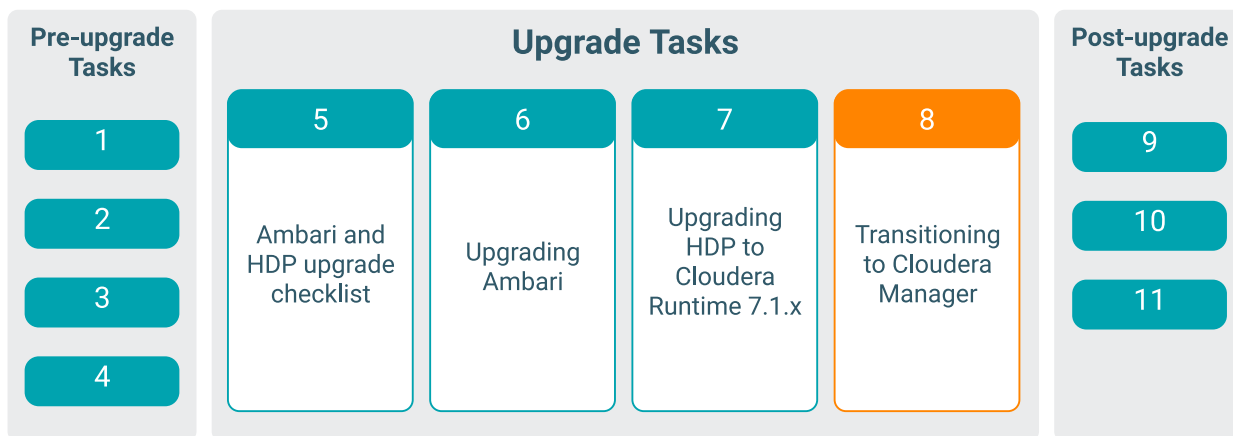 Pre-upgrade
Tasks
1
2
3
4
Upgrade Tasks
5
Ambari and
HDP upgrade
checklist
6
Upgrading
Ambari
7
Upgrading
HDP to
Cloudera
Runtime 7.1.x
8
Transitioning
to Cloudera
Manager
Post-upgrade
Tasks
9
10
11